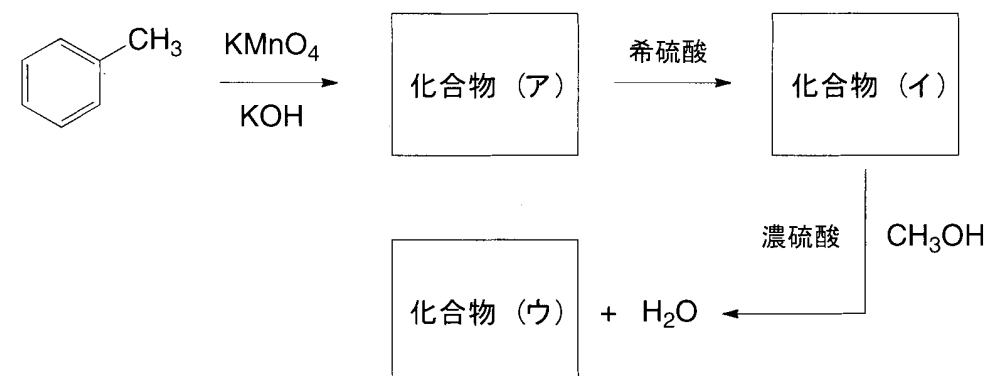 CH₃
KMnO₄
KOH
化合物（ア）
希硫酸
化合物（イ）
濃硫酸
CH₃OH
化合物（ウ）
+ H₂O